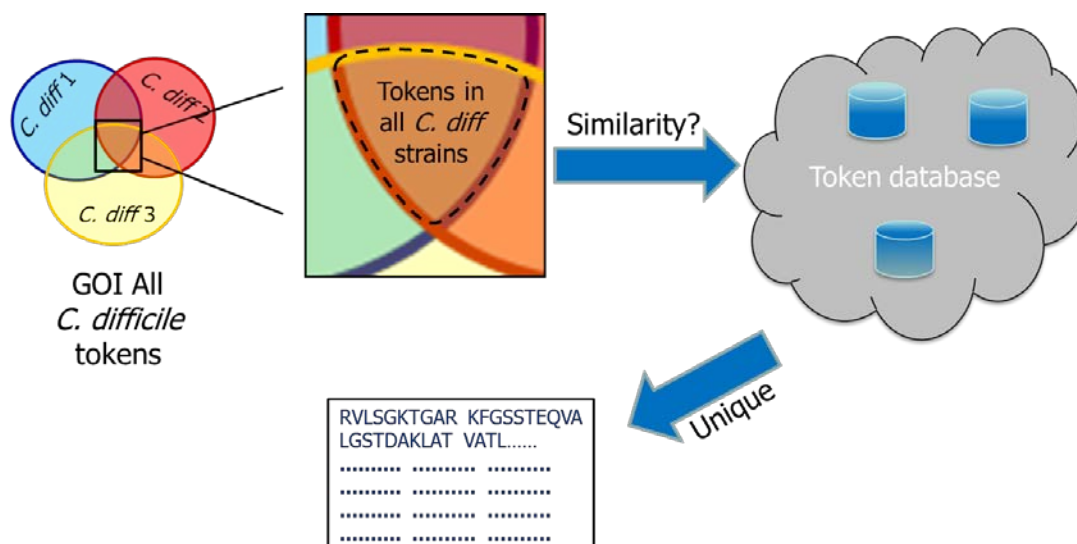 C. diff 1
C. diff 2
C. diff 3
GOI All
C. difficile
tokens
Tokens in
all C. diff
strains
Similarity?
Token database
Unique
RVLSGKTGAR KFGSSTEQVA
LGSTDAKLAT VATL......
.......... .......... ..........
.......... .......... ..........
.......... .......... ..........
.......... .......... ..........